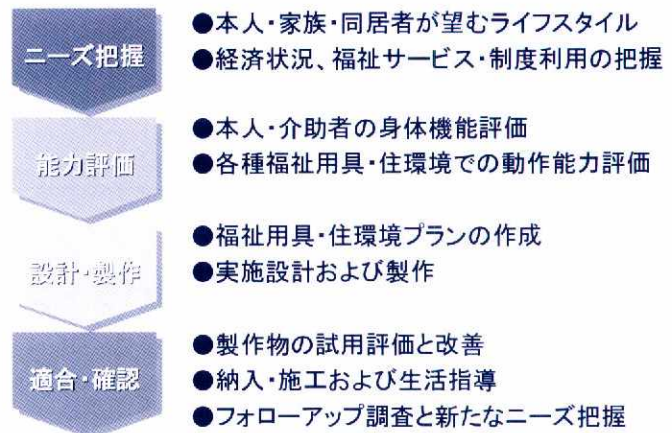 ニーズ把握
●本人・家族・同居者が望むライフスタイル
●経済状況、福祉サービス・制度利用の把握
能力評価
●本人・介助者の身体機能評価
●各種福祉用具・住環境での動作能力評価
設計・製作
●福祉用具・住環境プランの作成
●実施設計および製作
適合・確認
●製作物の試用評価と改善
●納入・施工および生活指導
●フォローアップ調査と新たなニーズ把握